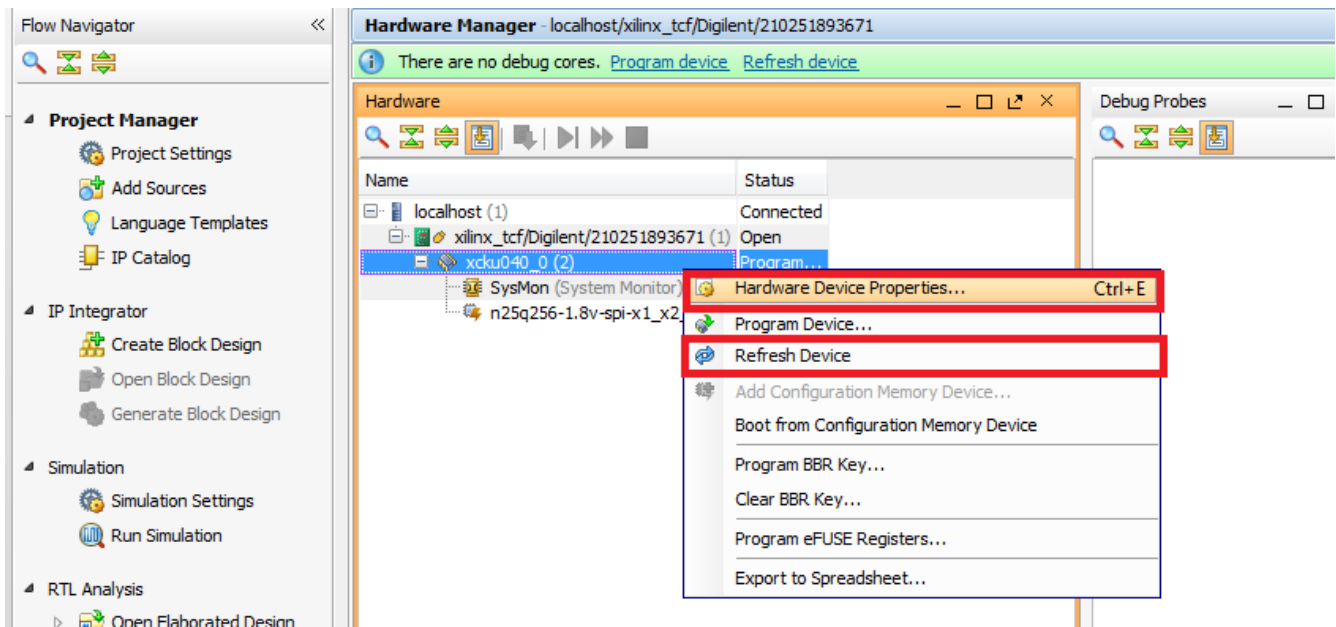 Flow Navigator
Project Manager
Project Settings
Add Sources
Language Templates
IP Catalog
IP Integrator
Create Block Design
Open Block Design
Generate Block Design
Simulation
Simulation Settings
Run Simulation
RTL Analysis
Open Elaborated Design
Hardware Manager - localhost/xilinx_tcf/Digilent/210251893671
There are no debug cores. Program device Refresh device
Hardware
Name Status
localhost (1) Connected
xilinx_tcf/Digilent/210251893671 (1) Open
xcku040_0 (2) Program...
SysMon (System Monitor)
n25q256-1.8v-spi-x1_x2_
Hardware Device Properties... Ctrl+E
Program Device...
Refresh Device
Add Configuration Memory Device...
Boot from Configuration Memory Device
Program BBR Key...
Clear BBR Key...
Program eFUSE Registers...
Export to Spreadsheet...
Debug Probes